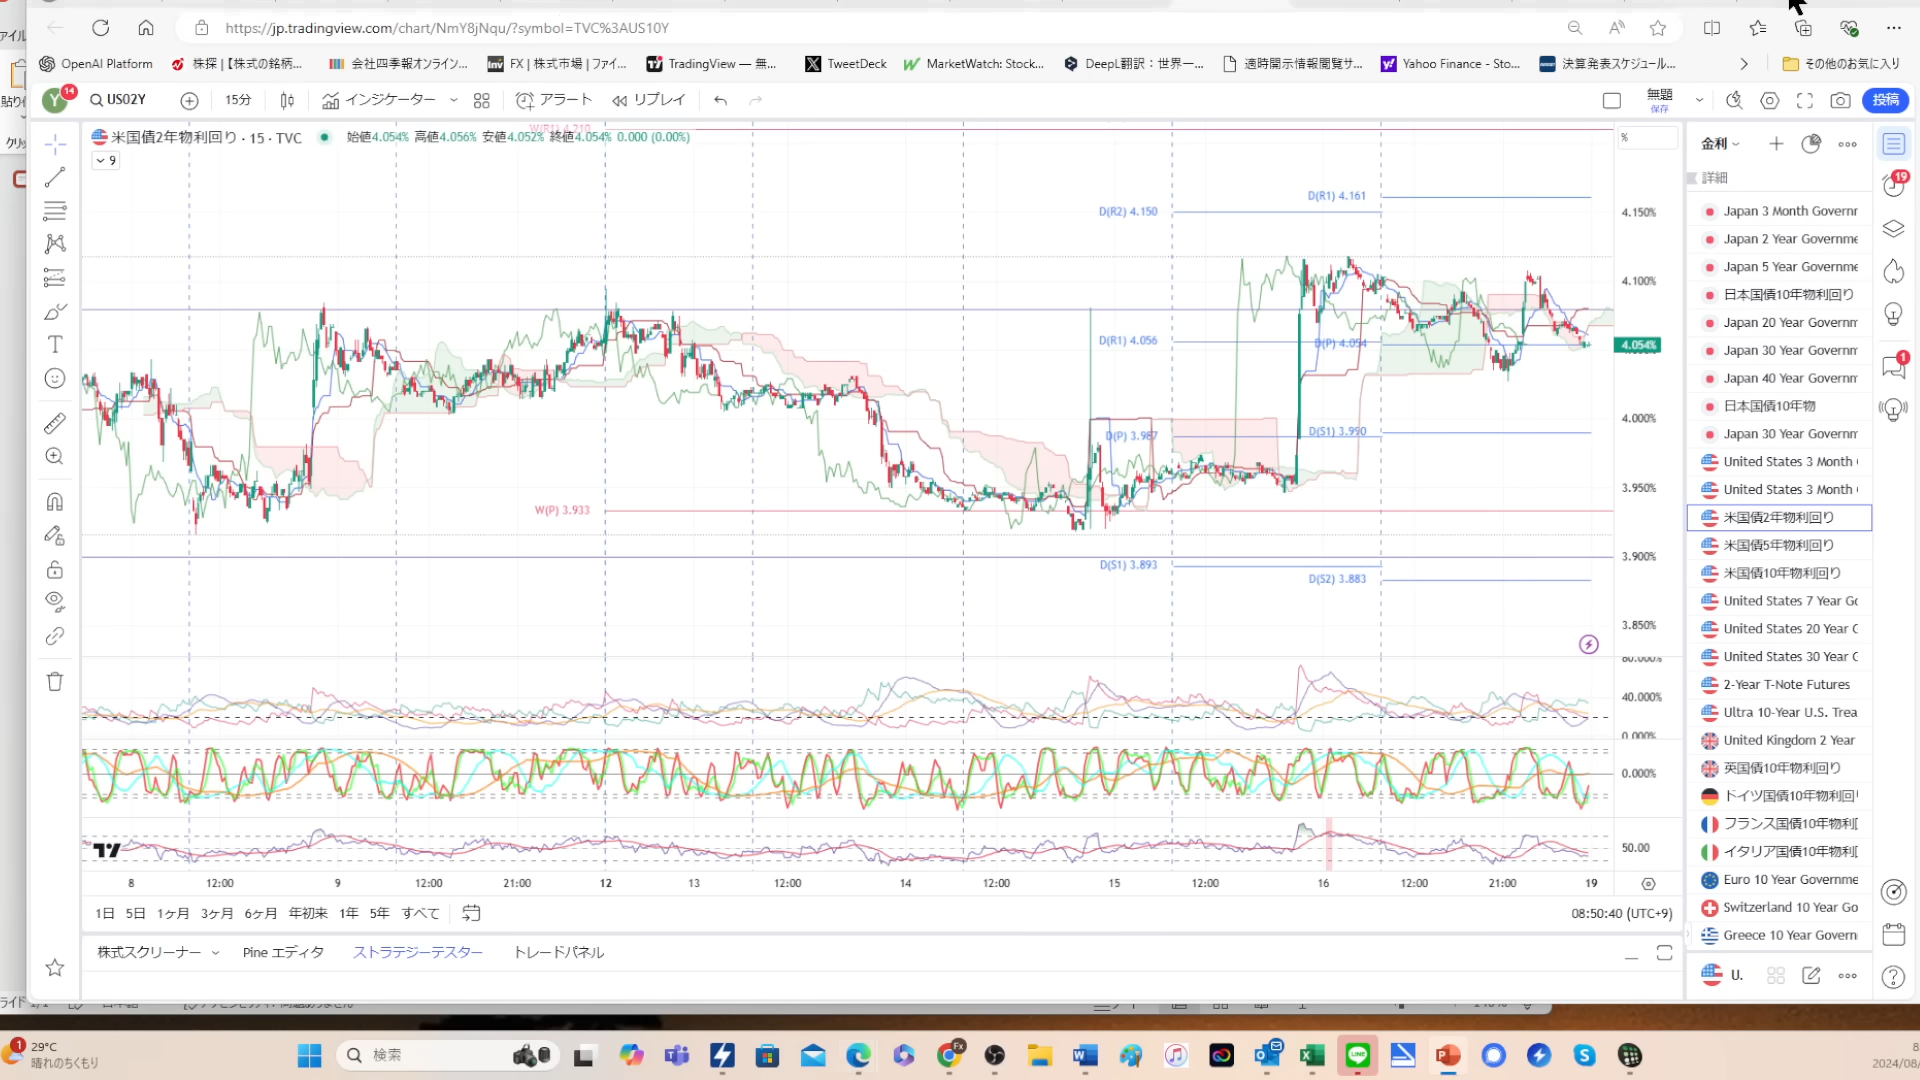 https://jp.tradingview.com/chart/NmY8jNqu/?symbol=TVC%3AUS10Y
OpenAI Platform
株探 |【株式の銘柄...
会社四季報オンライン...
FX | 株式市場 | ファイ...
TradingView — 無...
TweetDeck
MarketWatch: Stock...
DeepL翻訳：世界一...
適時開示情報閲覧サ...
Yahoo Finance - Sto...
決算発表スケジュール...
その他のお気に入り
Y
14
US02Y
15分
インジケーター
アラート
リプレイ
無題
保存
投稿
米国債2年物利回り · 15 · TVC
始値4.054% 高値4.056% 安値4.052% 終値4.054% 0.000 (0.00%)
W(R1) 4.210
9
%
D(R1) 4.161
D(R2) 4.150
4.150%
4.100%
D(R1) 4.056
D(P) 4.054
4.054%
4.000%
D(P) 3.987
D(S1) 3.990
3.950%
W(P) 3.933
3.900%
D(S1) 3.893
D(S2) 3.883
3.850%
60.000%
40.000%
0.000%
0.000%
50.00
8
12:00
9
12:00
21:00
12
13
12:00
14
12:00
15
12:00
16
12:00
21:00
19
1日
5日
1ヶ月
3ヶ月
6ヶ月
年初来
1年
5年
すべて
08:50:40 (UTC+9)
株式スクリーナー
Pine エディタ
ストラテジーテスター
トレードパネル
金利
詳細
Japan 3 Month Governr
Japan 2 Year Governme
Japan 5 Year Governme
日本国債10年物利回り
Japan 20 Year Governm
Japan 30 Year Governm
Japan 40 Year Governm
日本国債10年物
Japan 30 Year Governm
United States 3 Month
United States 3 Month
米国債2年物利回り
米国債5年物利回り
米国債10年物利回り
United States 7 Year Gc
United States 20 Year C
United States 30 Year C
2-Year T-Note Futures
Ultra 10-Year U.S. Trea
United Kingdom 2 Year
英国債10年物利回り
ドイツ国債10年物利回
フランス国債10年物利
イタリア国債10年物利
Euro 10 Year Governme
Switzerland 10 Year Go
Greece 10 Year Govern
U.
19
1
1
29°C
晴れのちくもり
検索
Fx
LINE
8
2024/08/